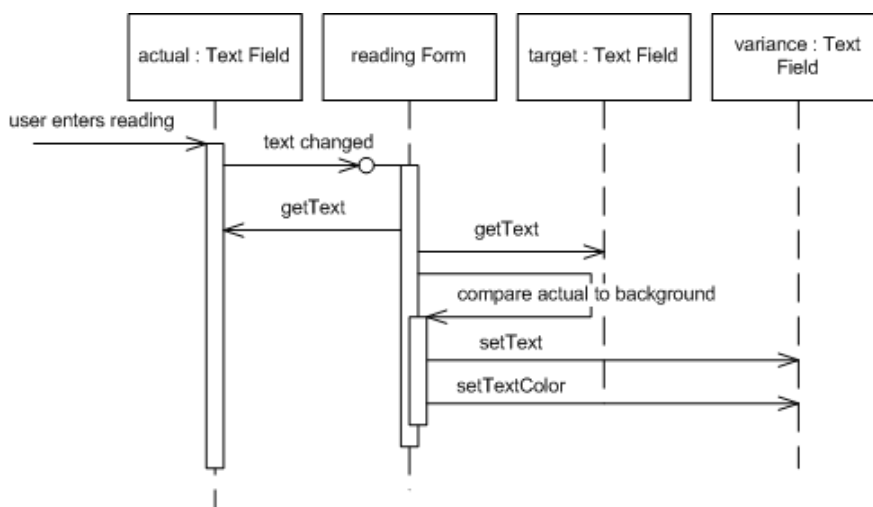 actual : Text Field
reading Form
target : Text Field
variance : Text
Field
user enters reading
text changed
getText
getText
compare actual to background
setText
setTextColor